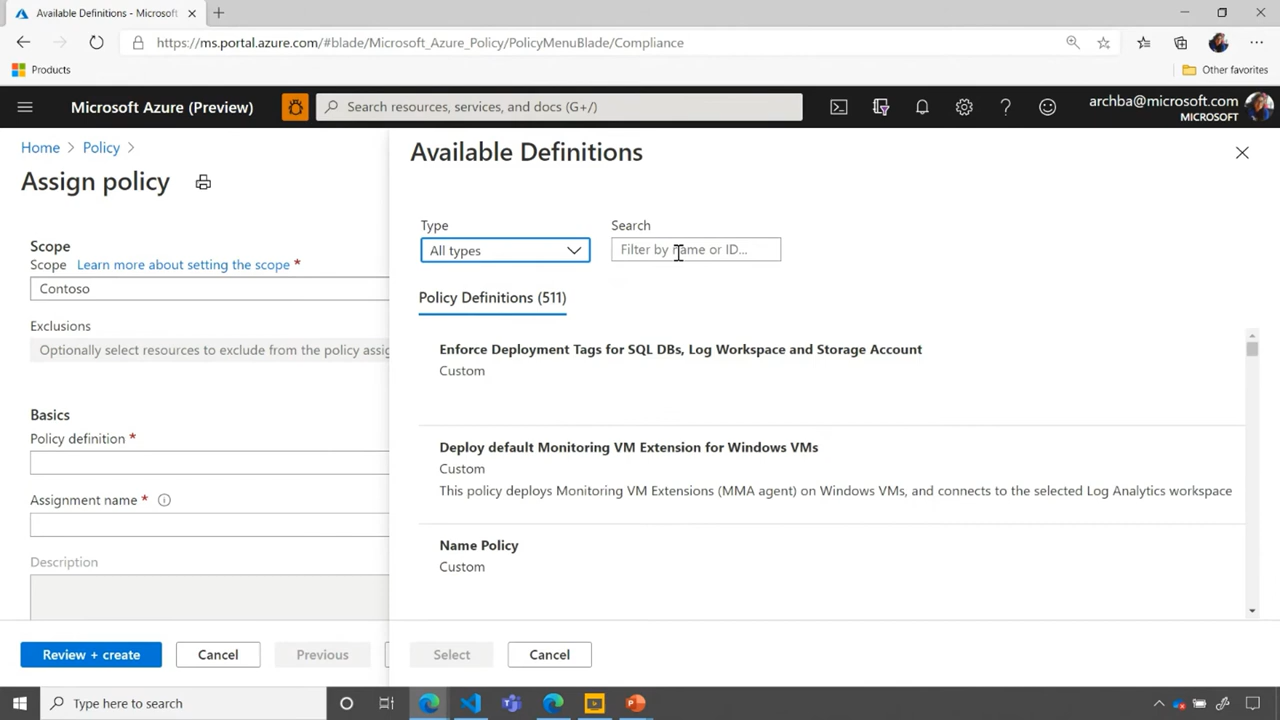 Available Definitions - Microsoft
https://ms.portal.azure.com/#blade/Microsoft_Azure_Policy/PolicyMenuBlade/Compliance
Products
Other favorites
Microsoft Azure (Preview)
Search resources, services, and docs (G+/)
archba@microsoft.com
MICROSOFT
Home > Policy >
Assign policy
Scope
Scope Learn more about setting the scope *
Contoso
Exclusions
Optionally select resources to exclude from the policy assig
Basics
Policy definition *
Assignment name *
Description
Review + create
Cancel
Previous
Available Definitions
Type
All types
Search
Filter by name or ID...
Policy Definitions (511)
Enforce Deployment Tags for SQL DBs, Log Workspace and Storage Account
Custom
Deploy default Monitoring VM Extension for Windows VMs
Custom
This policy deploys Monitoring VM Extensions (MMA agent) on Windows VMs, and connects to the selected Log Analytics workspace
Name Policy
Custom
Select
Cancel
Type here to search